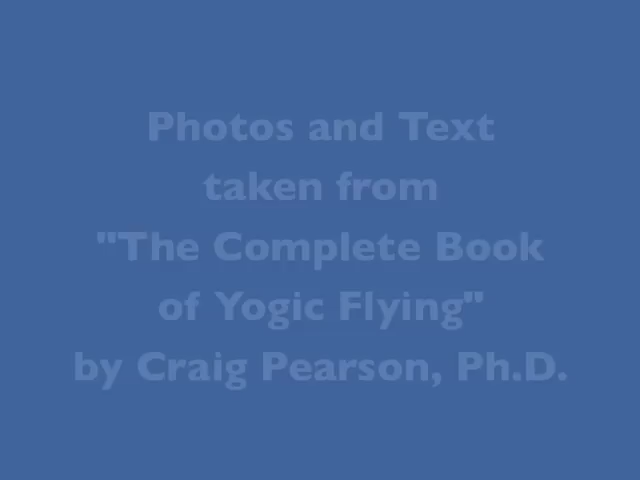 Photos and Text
taken from
"The Complete Book
of Yogic Flying"
by Craig Pearson, Ph.D.